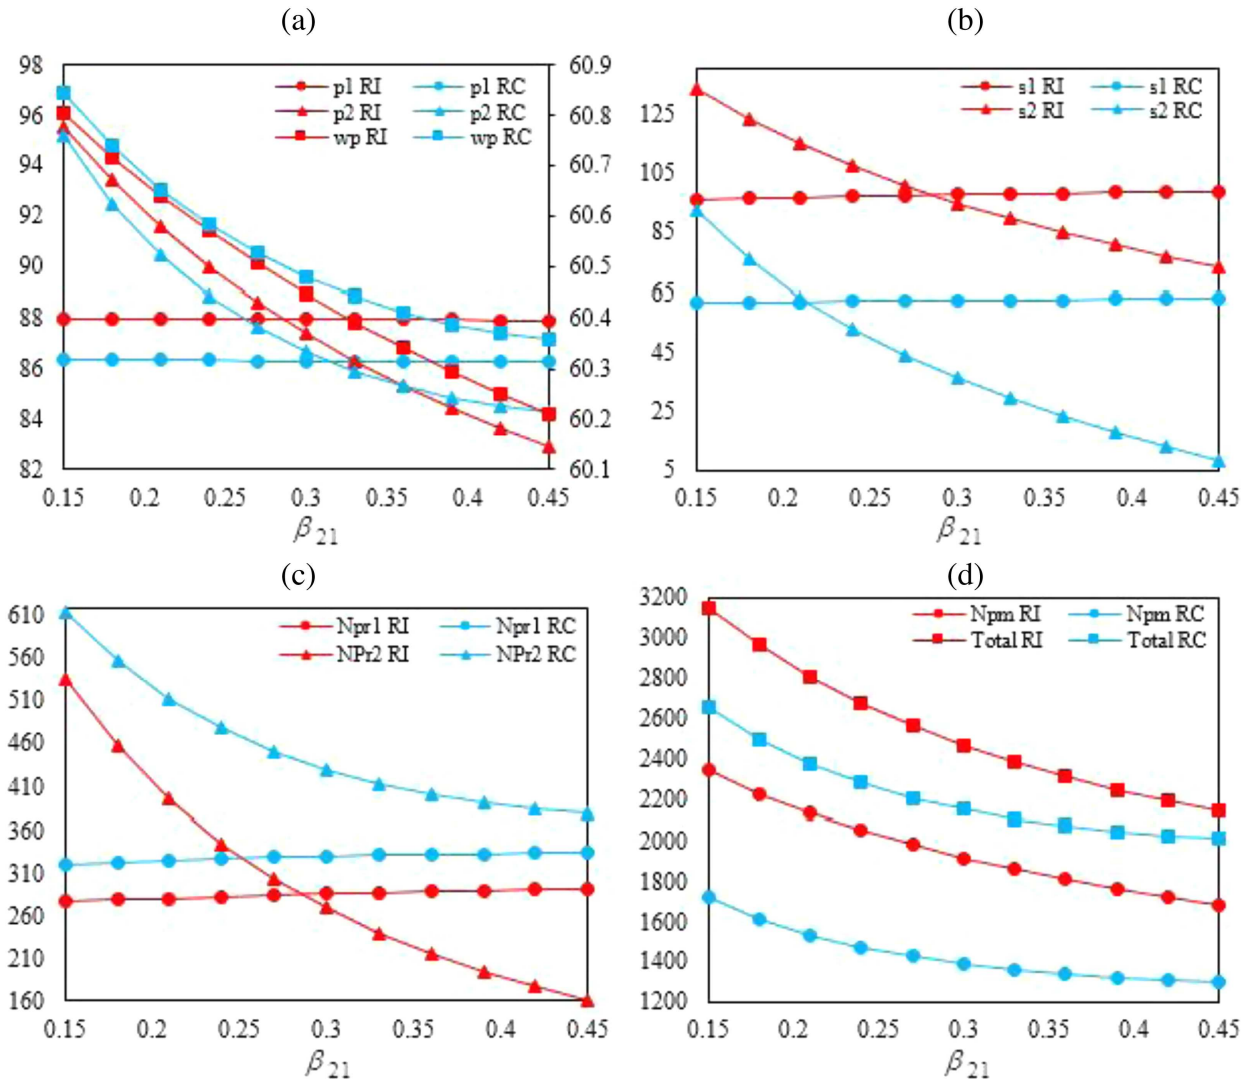 (a)
p1 RI p1 RC
p2 RI p2 RC
wp RI wp RC
98
96
94
92
90
88
86
84
82
60.9
60.8
60.7
60.6
60.5
60.4
60.3
60.2
60.1
0.15 0.2 0.25 0.3 0.35 0.4 0.45
β 21
(b)
s1 RI s1 RC
s2 RI s2 RC
125
105
85
65
45
25
5
0.15 0.2 0.25 0.3 0.35 0.4 0.45
β 21
(c)
Npr1 RI Npr1 RC
NPr2 RI NPr2 RC
610
560
510
460
410
360
310
260
210
160
0.15 0.2 0.25 0.3 0.35 0.4 0.45
β 21
(d)
Npm RI Npm RC
Total RI Total RC
3200
3000
2800
2600
2400
2200
2000
1800
1600
1400
1200
0.15 0.2 0.25 0.3 0.35 0.4 0.45
β 21